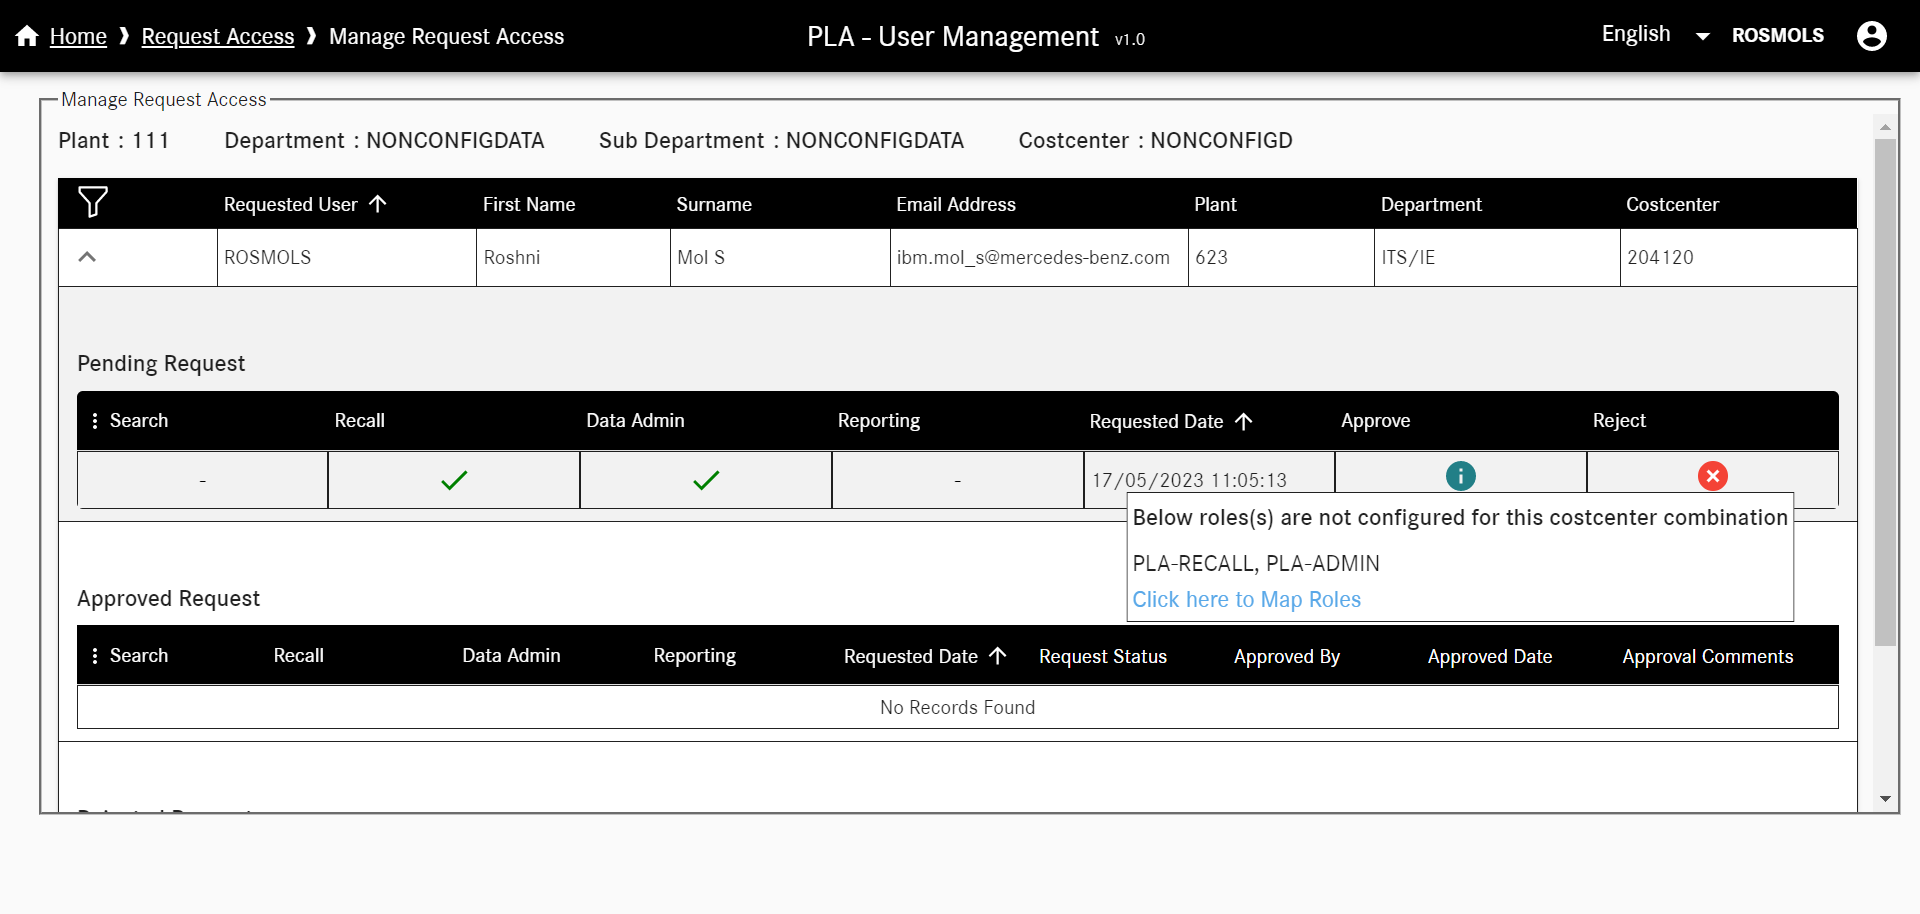 Home ❱ Request Access ❱ Manage Request Access
PLA - User Management v1.0
English ROSMOLS
Manage Request Access
Plant : 111 Department : NONCONFIGDATA Sub Department : NONCONFIGDATA Costcenter : NONCONFIGD
Requested User First Name Surname Email Address Plant Department Costcenter
ROSMOLS Roshni Mol S ibm.mol_s@mercedes-benz.com 623 ITS/IE 204120
Pending Request
Search Recall Data Admin Reporting Requested Date Approve Reject
- - 17/05/2023 11:05:13
Below roles(s) are not configured for this costcenter combination
PLA-RECALL, PLA-ADMIN
Click here to Map Roles
Approved Request
Search Recall Data Admin Reporting Requested Date Request Status Approved By Approved Date Approval Comments
No Records Found